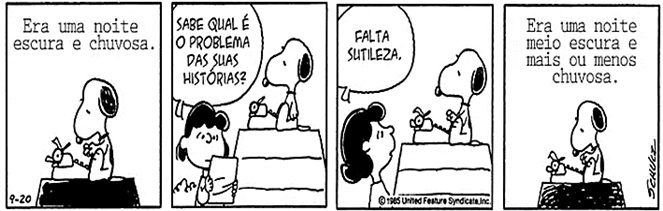 Era uma noite
escura e chuvosa.
9-20
SABE QUAL É
O PROBLEMA
DAS SUAS
HISTÓRIAS?
FALTA
SUTILEZA.
© 1985 United Feature Syndicate, Inc.
Era uma noite
meio escura e
mais ou menos
chuvosa.
SCHULZ